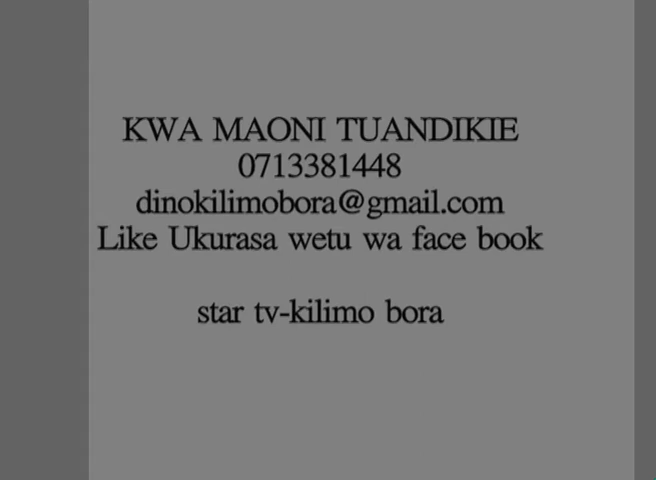 KWA MAONI TUANDIKIE
0713381448
dinokilimobora@gmail.com
Like Ukurasa wetu wa face book
star tv-kilimo bora